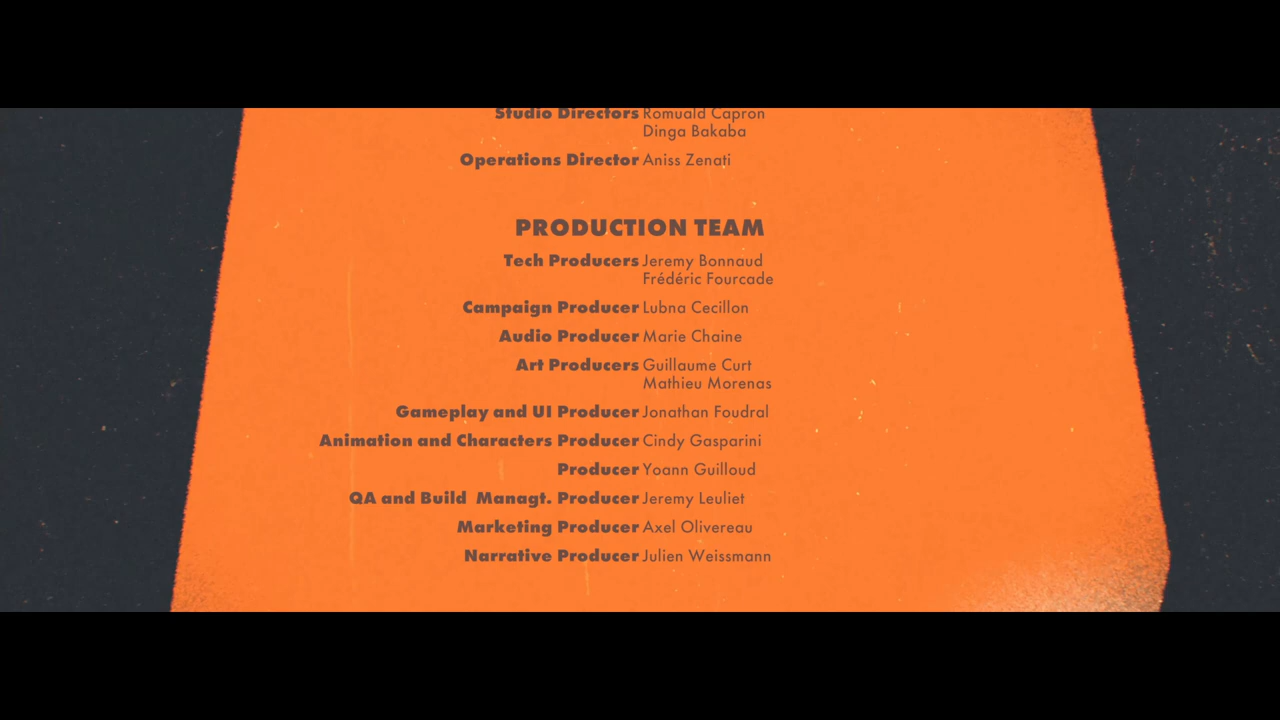 Studio Directors Romuald Capron
Dinga Bakaba
Operations Director Aniss Zenati
PRODUCTION TEAM
Tech Producers Jeremy Bonnaud
Frédéric Fourcade
Campaign Producer Lubna Cecillon
Audio Producer Marie Chaine
Art Producers Guillaume Curt
Mathieu Morenas
Gameplay and UI Producer Jonathan Foudral
Animation and Characters Producer Cindy Gasparini
Producer Yoann Guilloud
QA and Build  Managt. Producer Jeremy Leuliet
Marketing Producer Axel Olivereau
Narrative Producer Julien Weissmann